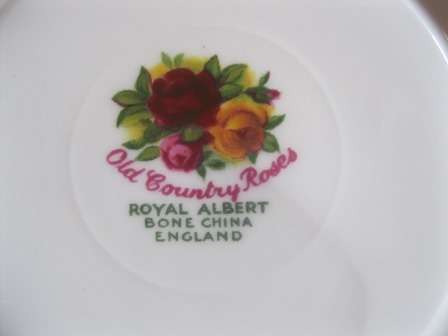 Old Country Roses
ROYAL ALBERT
BONE CHINA
ENGLAND